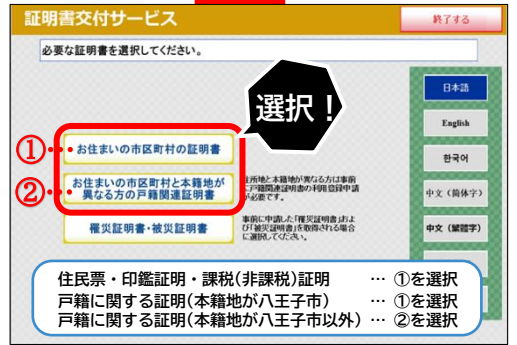 証明書交付サービス
終了する
必要な証明書を選択してください。
選択！
日本語
English
한국어
中文（简体字）
中文（繁體字）
①
お住まいの市区町村の証明書
②
お住まいの市区町村と本籍地が
異なる方の戸籍関連証明書
住所地と本籍地が異なる方は事前
に戸籍関連証明書の利用登録申請
が必要です。
罹災証明書・被災証明書
事前に申請した「罹災証明書」およ
び「被災証明書」を取得される場合
に選択してください。
住民票・印鑑証明・課税(非課税)証明 … ①を選択
戸籍に関する証明(本籍地が八王子市) … ①を選択
戸籍に関する証明(本籍地が八王子市以外) … ②を選択